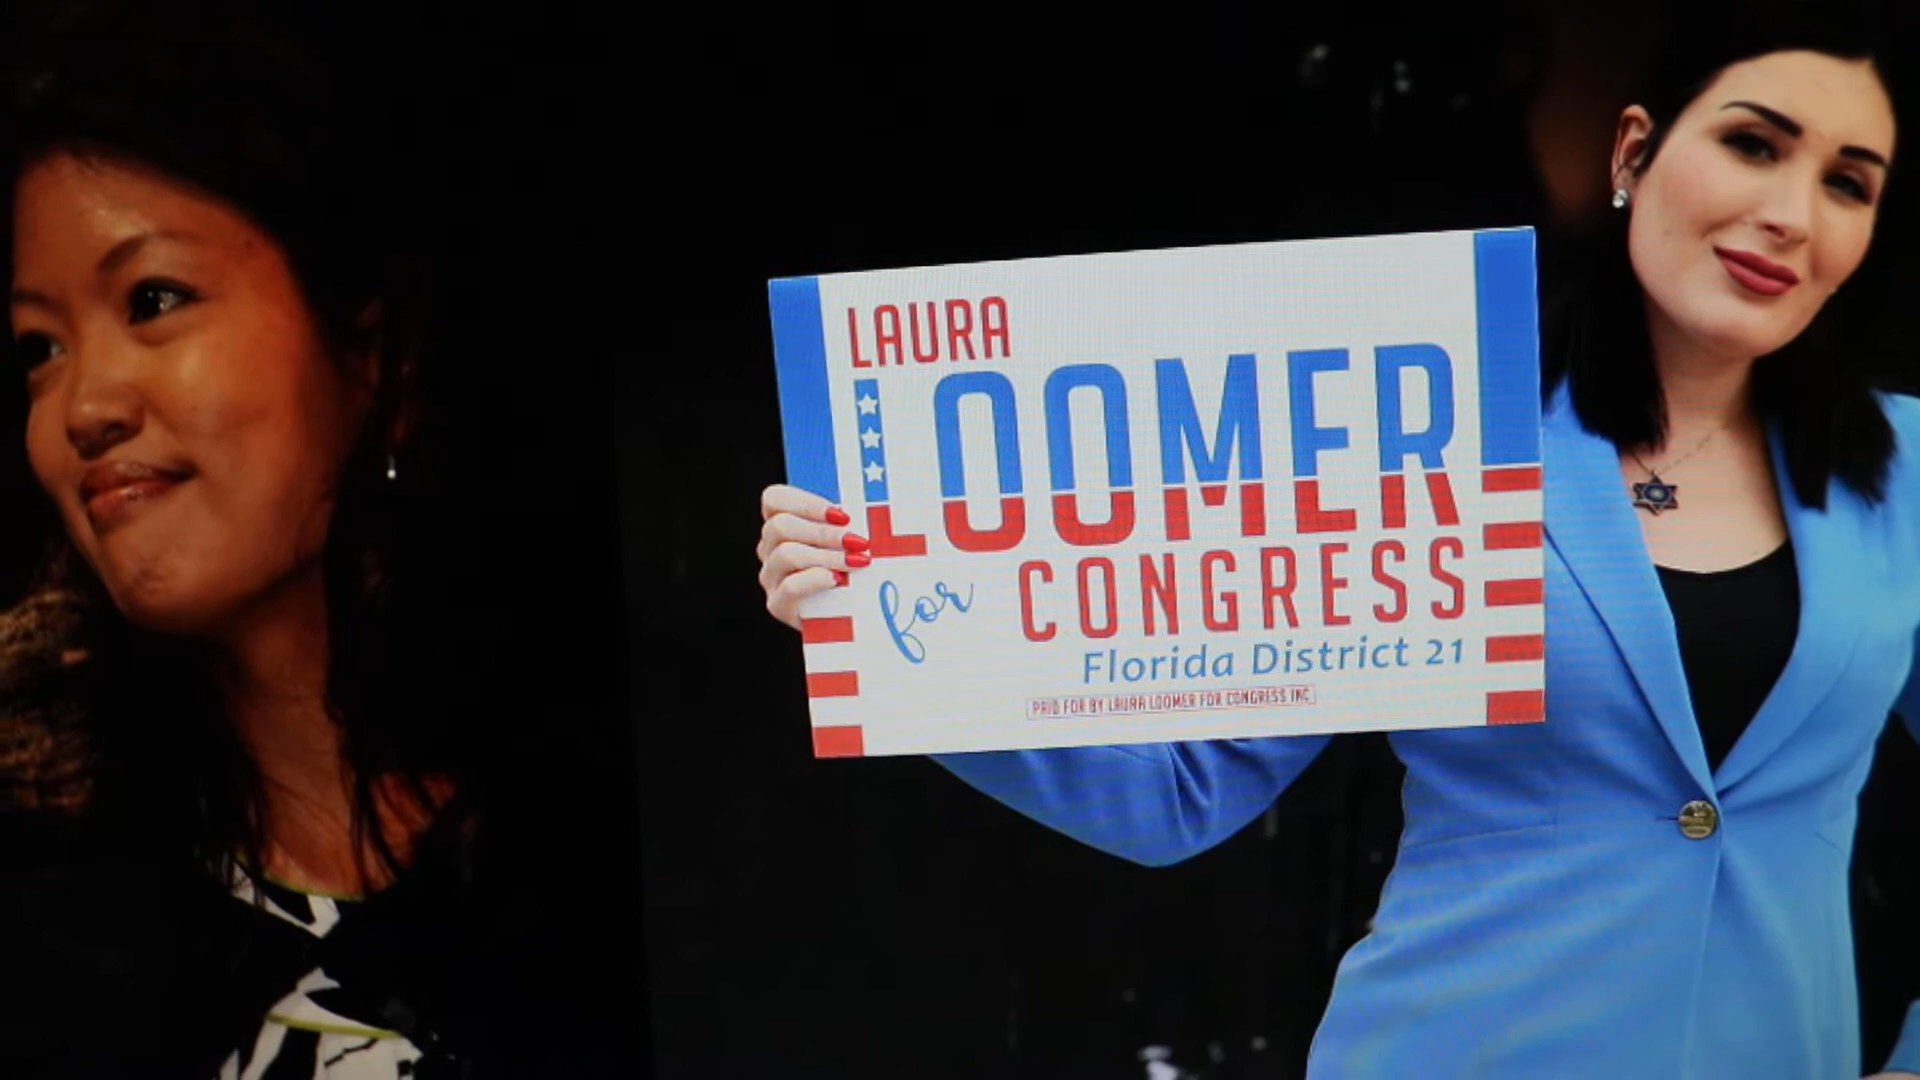 LAURA
LOOMER
for CONGRESS
Florida District 21
PAID FOR BY LAURA LOOMER FOR CONGRESS INC